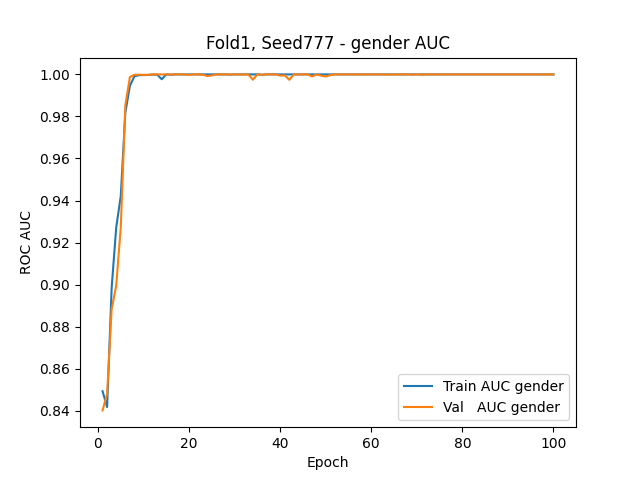 Fold1, Seed777 - gender AUC
ROC AUC
1.00
0.98
0.96
0.94
0.92
0.90
0.88
0.86
0.84
Train AUC gender
Val   AUC gender
0 20 40 60 80 100
Epoch